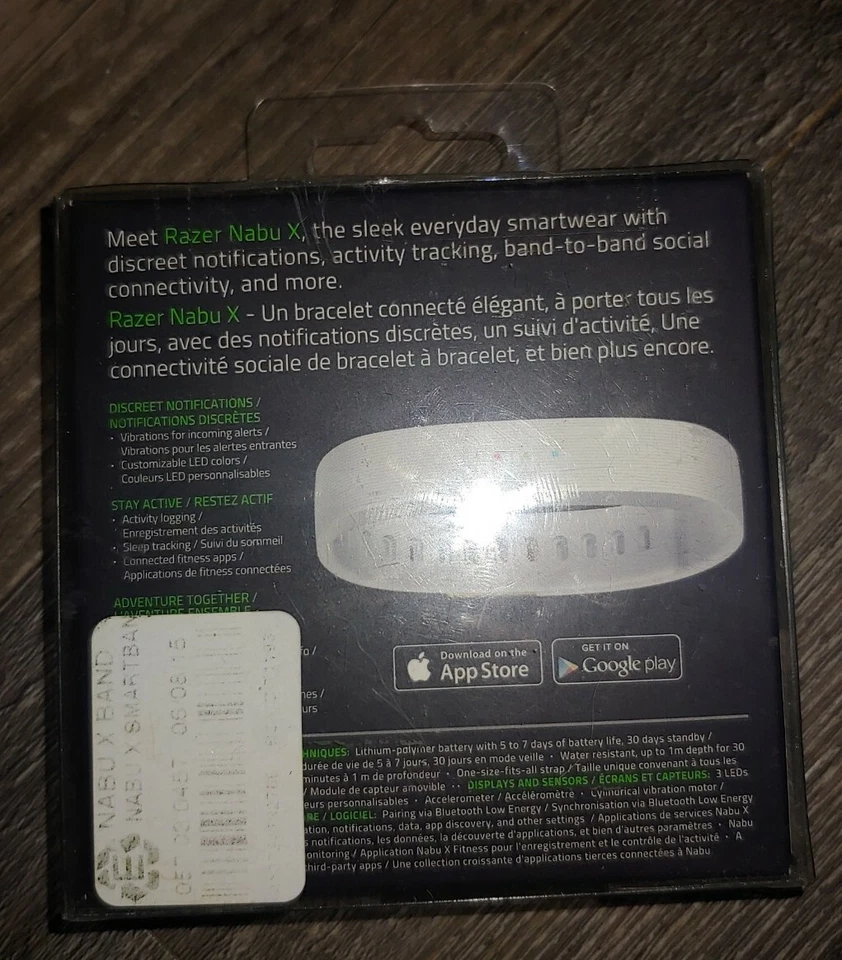 Meet Razer Nabu X, the sleek everyday smartwear with
discreet notifications, activity tracking, band-to-band social
connectivity, and more.
Razer Nabu X - Un bracelet connecté élégant, à porter tous les
jours, avec des notifications discrètes, un suivi d'activité, Une
connectivité sociale de bracelet à bracelet, et bien plus encore.
DISCREET NOTIFICATIONS /
NOTIFICATIONS DISCRÈTES
• Vibrations for incoming alerts /
Vibrations pour les alertes entrantes
• Customizable LED colors /
Couleurs LED personnalisables
STAY ACTIVE / RESTEZ ACTIF
• Activity logging /
Enregistrement des activités
• Sleep tracking / Suivi du sommeil
• Connected fitness apps /
Applications de fitness connectées
ADVENTURE TOGETHER /
L'AVENTURE ENSEMBLE
Download on the
App Store
GET IT ON
Google play
HNIQUES: Lithium-polymer battery with 5 to 7 days of battery life, 30 days standby /
durée de vie de 5 à 7 jours, 30 jours en mode veille • Water resistant, up to 1m depth for 30
minutes à 1 m de profondeur • One-size-fits-all strap / Taille unique convenant à tous les
/ Module de capteur amovible •• DISPLAYS AND SENSORS / ÉCRANS ET CAPTEURS: 3 LEDs
eurs personnalisables • Accelerometer / Accéléromètre • Cylindrical vibration motor /
RE / LOGICIEL: Pairing via Bluetooth Low Energy / Synchronisation via Bluetooth Low Energy
ation, notifications, data, app discovery, and other settings / Applications de services Nabu X
s notifications, les données, la découverte d'applications, et bien d'autres paramètres • Nabu
onitoring / Application Nabu X Fitness pour l'enregistrement et le contrôle de l'activité • A
third-party apps / Une collection croissante d'applications tierces connectées à Nabu
NABU X BAND
NABU X SMARTBAN
060815